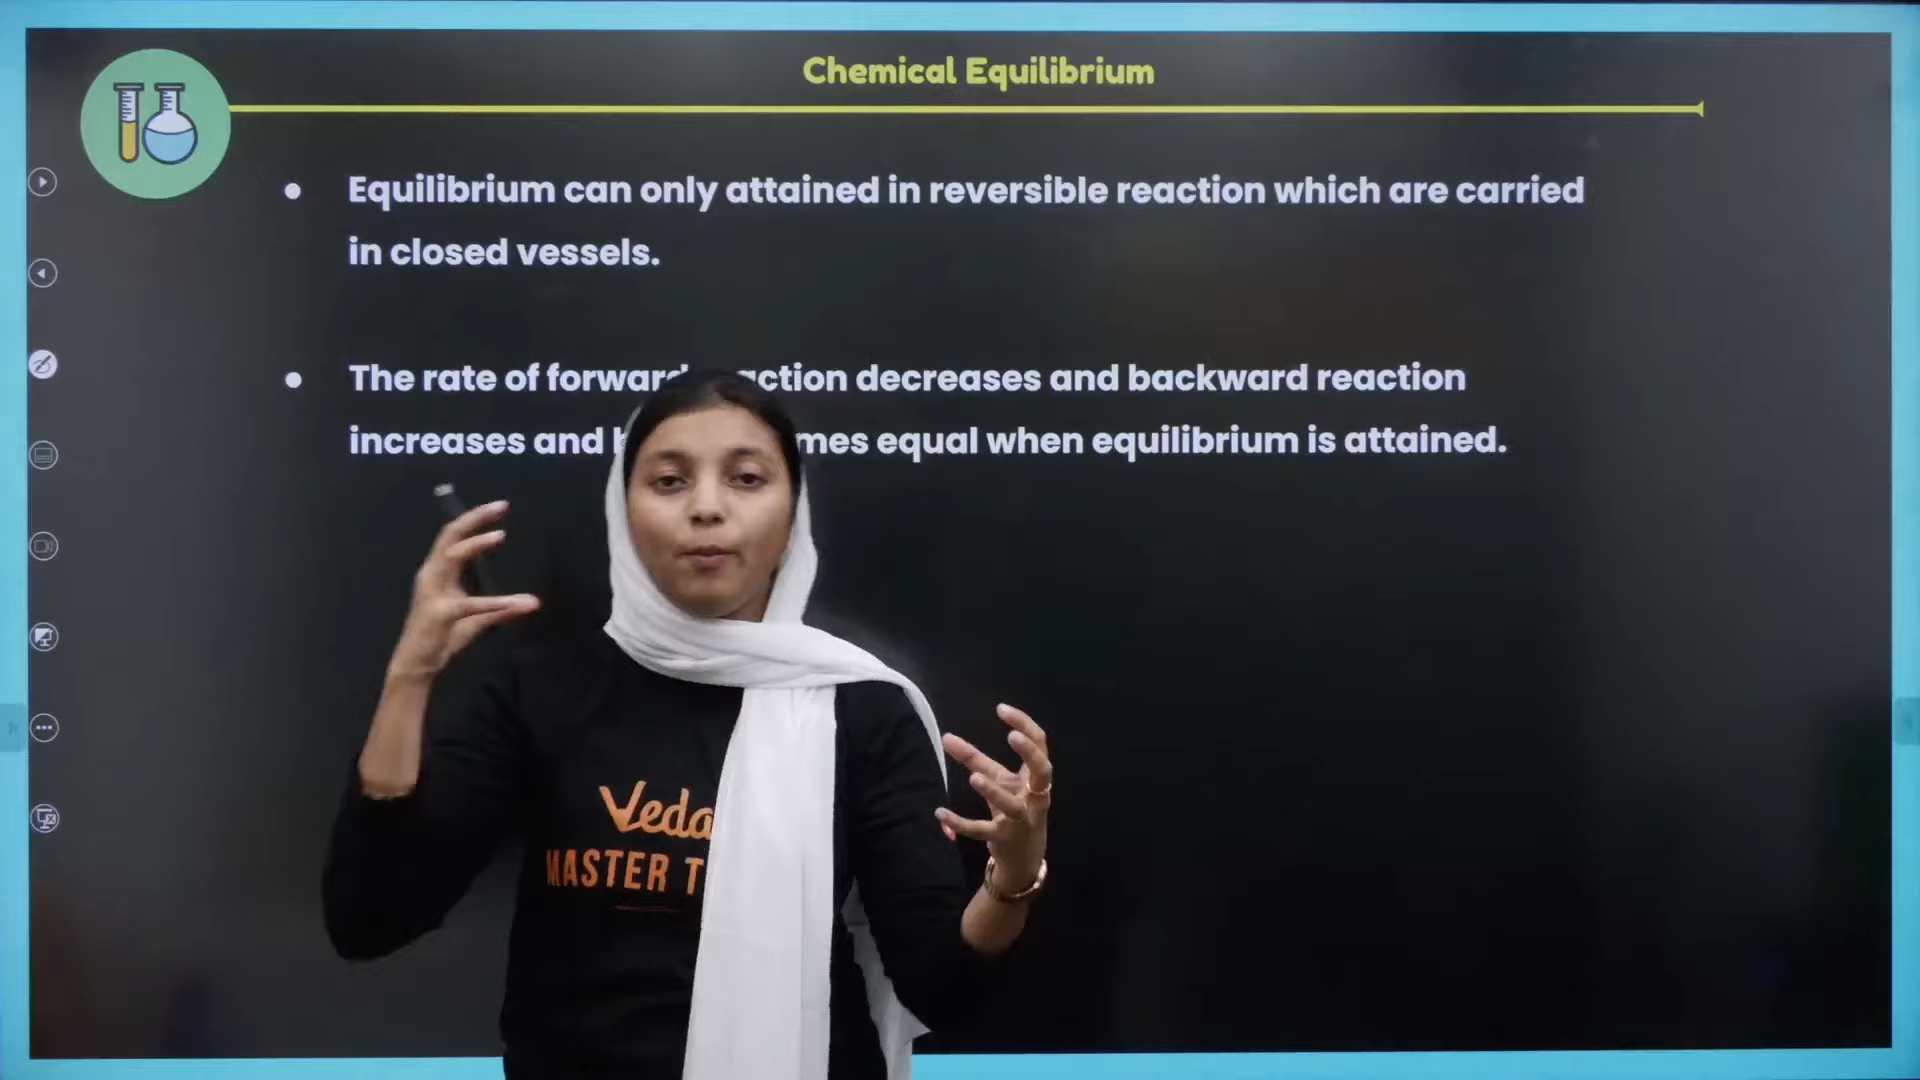 Chemical Equilibrium
Equilibrium can only attained in reversible reaction which are carried
in closed vessels.
The rate of forward ction decreases and backward reaction
increases and mes equal when equilibrium is attained.
Veda
MASTER T